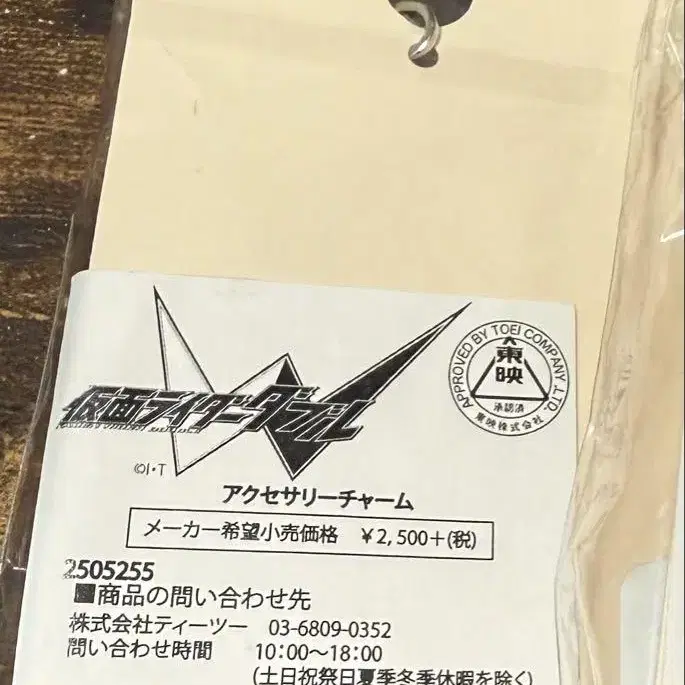 仮面ライダーダブル
©I・T
APPROVED BY TOEI COMPANY, LTD.
東映
承認済
東映株式会社
アクセサリーチャーム
メーカー希望小売価格 ¥2,500+(税)
2505255
■商品の問い合わせ先
株式会社ティーツー 03-6809-0352
問い合わせ時間 10:00～18:00
(土日祝祭日夏季冬季休暇を除く)